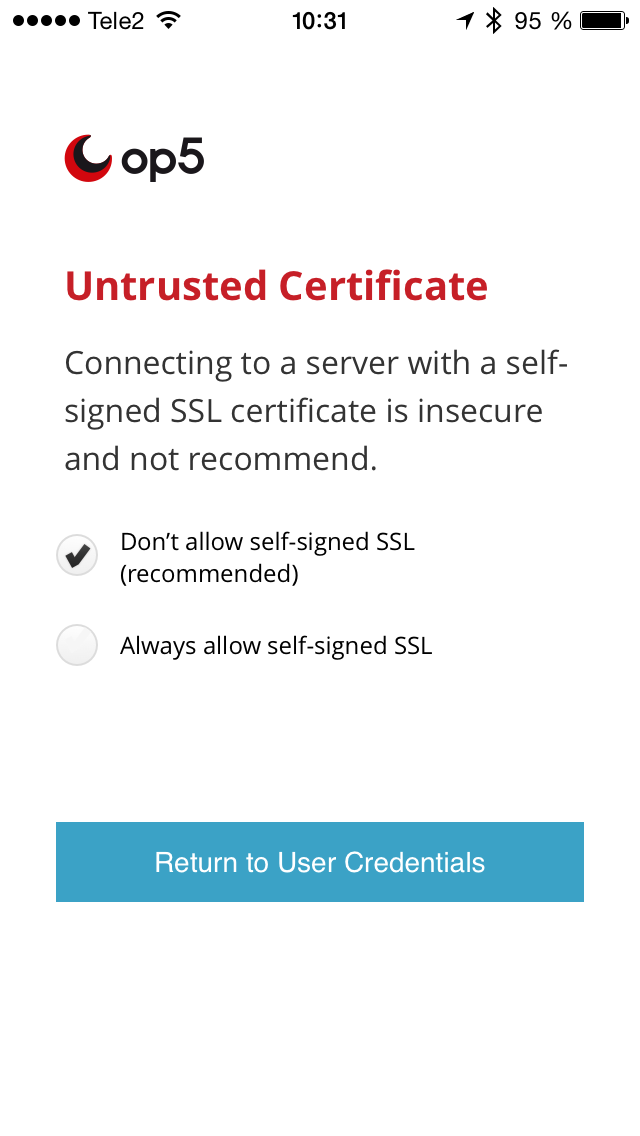 Tele2 10:31 95 %
op5
Untrusted Certificate
Connecting to a server with a self-
signed SSL certificate is insecure
and not recommend.
Don’t allow self-signed SSL
(recommended)
Always allow self-signed SSL
Return to User Credentials